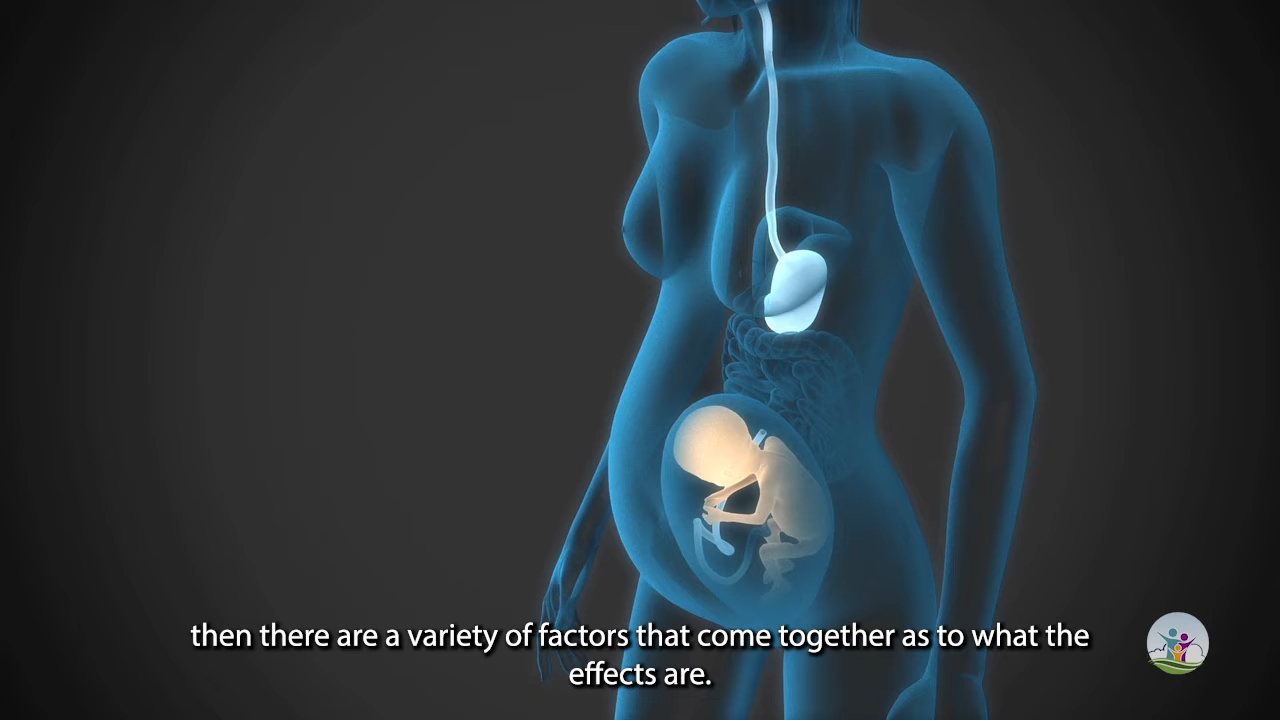 then there are a variety of factors that come together as to what the
effects are.